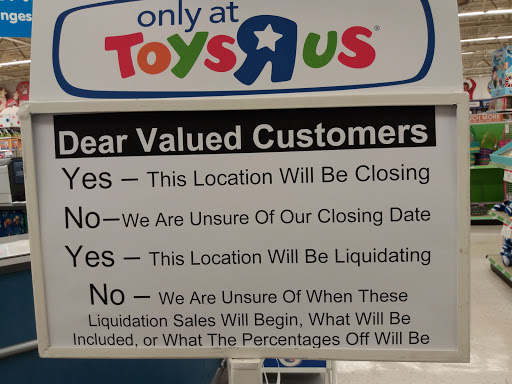 nges
only at
ToysЯus
Dear Valued Customers
Yes – This Location Will Be Closing
No–We Are Unsure Of Our Closing Date
Yes – This Location Will Be Liquidating
No – We Are Unsure Of When These
Liquidation Sales Will Begin, What Will Be
Included, or What The Percentages Off Will Be